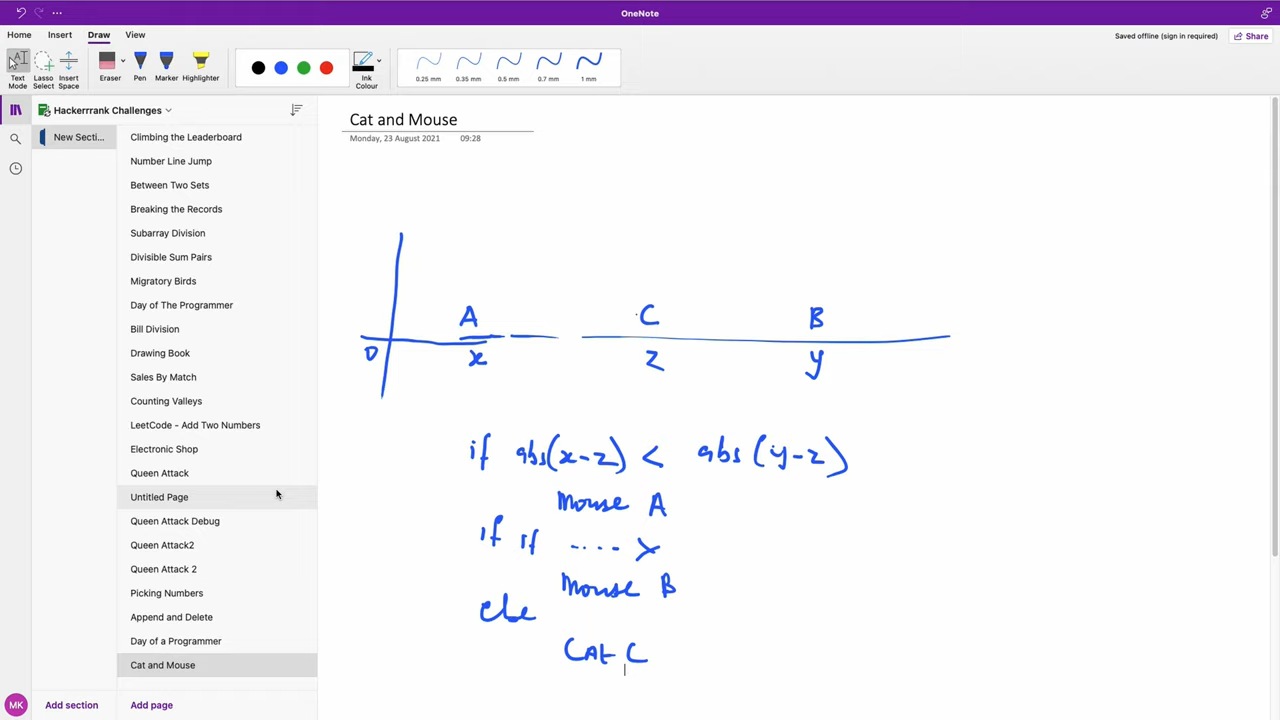 OneNote
Home Insert Draw View
Saved offline (sign in required) Share
Text Mode
Lasso Select
Insert Space
Eraser
Pen
Marker
Highlighter
Ink Colour
0.25 mm
0.35 mm
0.5 mm
0.7 mm
1 mm
Hackerrrank Challenges
New Secti...
Climbing the Leaderboard
Number Line Jump
Between Two Sets
Breaking the Records
Subarray Division
Divisible Sum Pairs
Migratory Birds
Day of The Programmer
Bill Division
Drawing Book
Sales By Match
Counting Valleys
LeetCode - Add Two Numbers
Electronic Shop
Queen Attack
Untitled Page
Queen Attack Debug
Queen Attack2
Queen Attack 2
Picking Numbers
Append and Delete
Day of a Programmer
Cat and Mouse
MK
Add section
Add page
Cat and Mouse
Monday, 23 August 2021 09:28
A C B
0 x z y
if abs(x-z) < abs(y-z)
Mouse A
if if .... >
Mouse B
else
CAt C